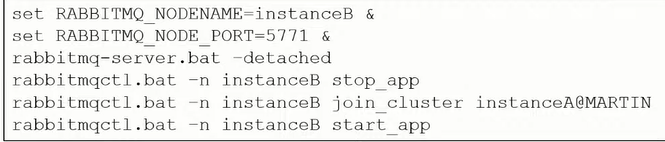 set RABBITMQ_NODENAME=instanceB &
set RABBITMQ_NODE_PORT=5771 &
rabbitmq-server.bat –detached
rabbitmqctl.bat –n instanceB stop_app
rabbitmqctl.bat –n instanceB join_cluster instanceA@MARTIN
rabbitmqctl.bat –n instanceB start_app